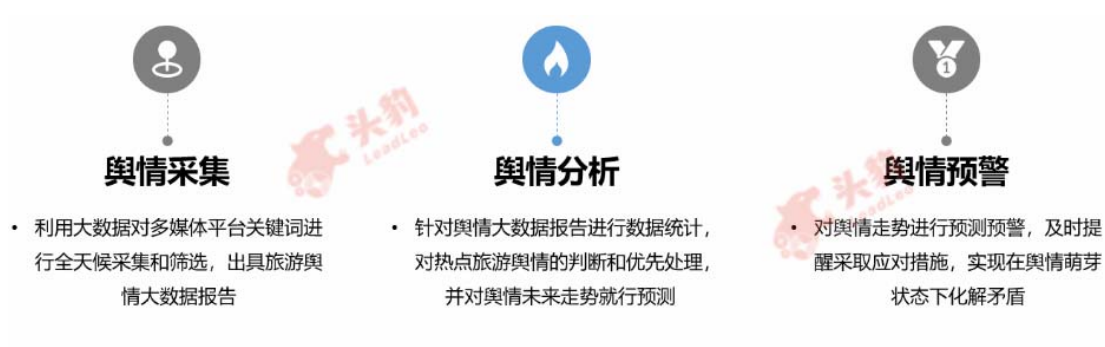 舆情采集
• 利用大数据对多媒体平台关键词进
行全天候采集和筛选，出具旅游舆
情大数据报告
舆情分析
• 针对舆情大数据报告进行数据统计，
对热点旅游舆情的判断和优先处理，
并对舆情未来走势就行预测
1
舆情预警
• 对舆情走势进行预测预警，及时提
醒采取应对措施，实现在舆情萌芽
状态下化解矛盾
头豹
LeadLeo
头豹
LeadLeo